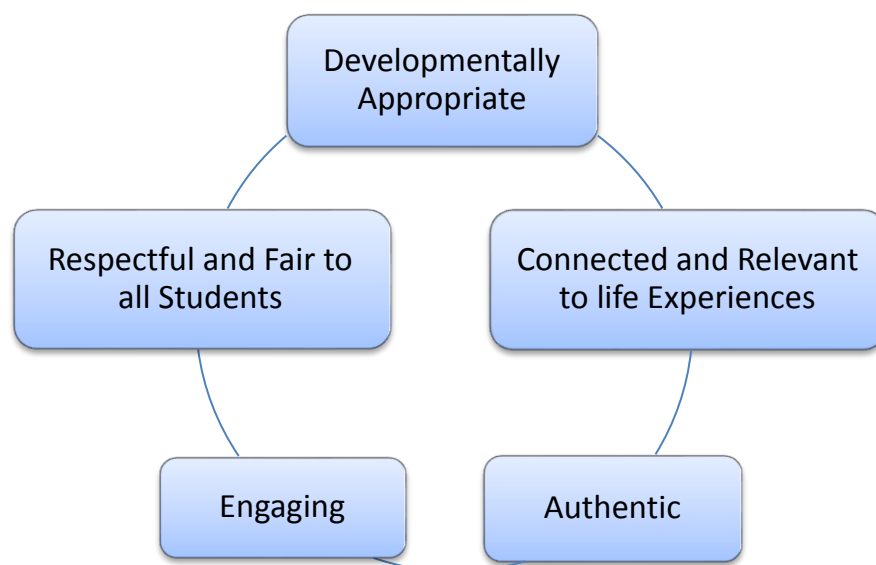 Developmentally
Appropriate
Respectful and Fair to
all Students
Connected and Relevant
to life Experiences
Engaging
Authentic